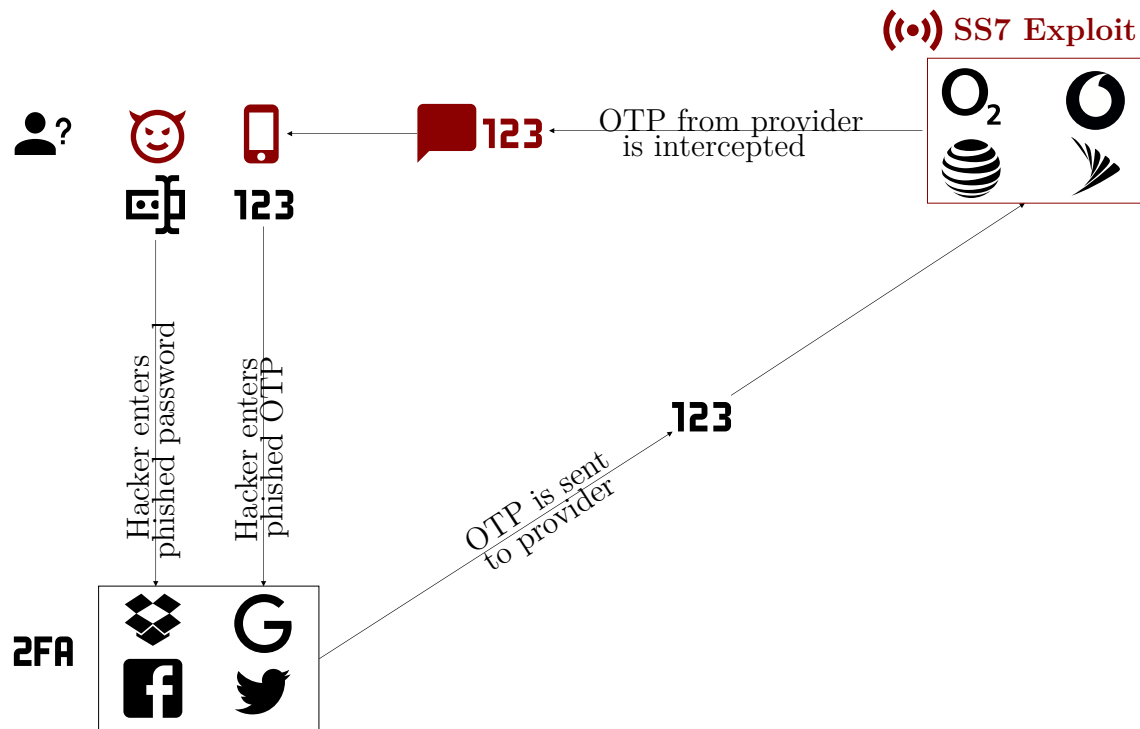 SS7 Exploit
O2
?
123
OTP from provider
is intercepted
123
Hacker enters
phished password
Hacker enters
phished OTP
123
OTP is sent
to provider
2FA